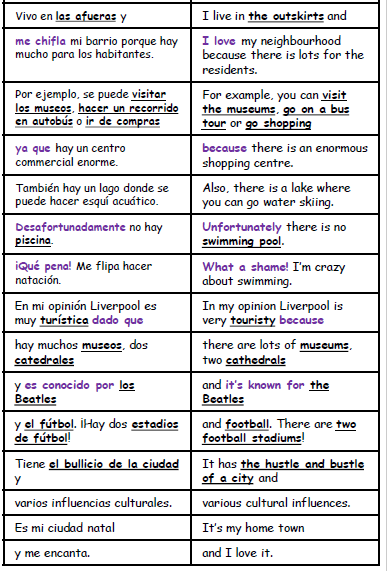 Vivo en las afueras y
I live in the outskirts and
me chifla mi barrio porque hay
mucho para los habitantes.
I love my neighbourhood
because there is lots for the
residents.
Por ejemplo, se puede visitar
los museos, hacer un recorrido
en autobús o ir de compras
For example, you can visit
the museums, go on a bus
tour or go shopping
ya que hay un centro
commercial enorme.
because there is an enormous
shopping centre.
También hay un lago donde se
puede hacer esquí acuático.
Also, there is a lake where
you can go water skiing.
Desafortunadamente no hay
piscina.
Unfortunately there is no
swimming pool.
¡Qué pena! Me flipa hacer
natación.
What a shame! I'm crazy
about swimming.
En mi opinión Liverpool es
muy turística dado que
In my opinion Liverpool is
very touristy because
hay muchos museos, dos
catedrales
there are lots of museums,
two cathedrals
y es conocido por los
Beatles
and it's known for the
Beatles
y el fútbol. ¡Hay dos estadios
de fútbol!
and football. There are two
football stadiums!
Tiene el bullicio de la ciudad
y
It has the hustle and bustle
of a city and
varios influencias culturales.
various cultural influences.
Es mi ciudad natal
It's my home town
y me encanta.
and I love it.